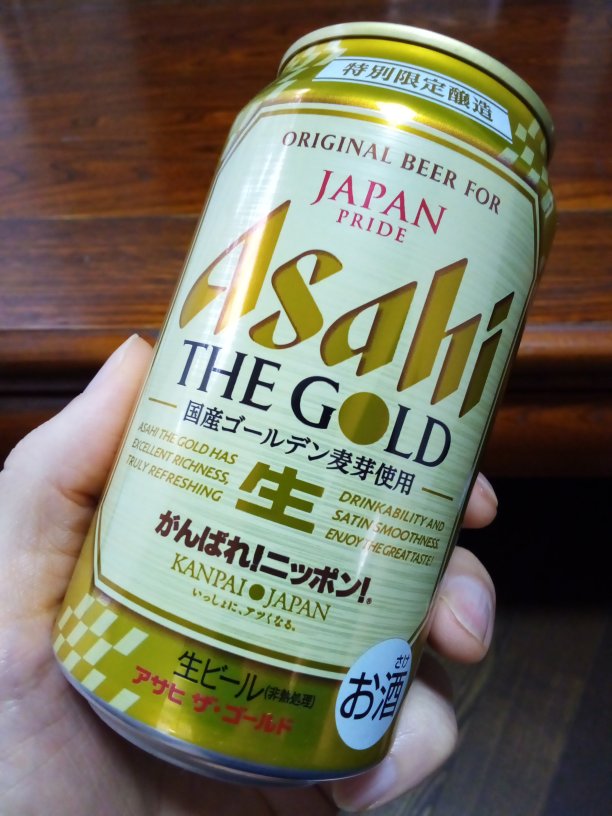 特別限定醸造
ORIGINAL BEER FOR
JAPAN
PRIDE
Asahi
THE GOLD
国産ゴールデン麦芽使用
ASAHI THE GOLD HAS
EXCELLENT RICHNESS,
TRULY REFRESHING
生
DRINKABILITY AND
SATIN SMOOTHNESS.
ENJOY THE GREAT TASTE!
がんばれ!ニッポン!®
KANPAI●JAPAN
いっしょに、アツくなる。
生ビール(非熱処理)
アサヒ ザ・ゴールド
さけ
お酒